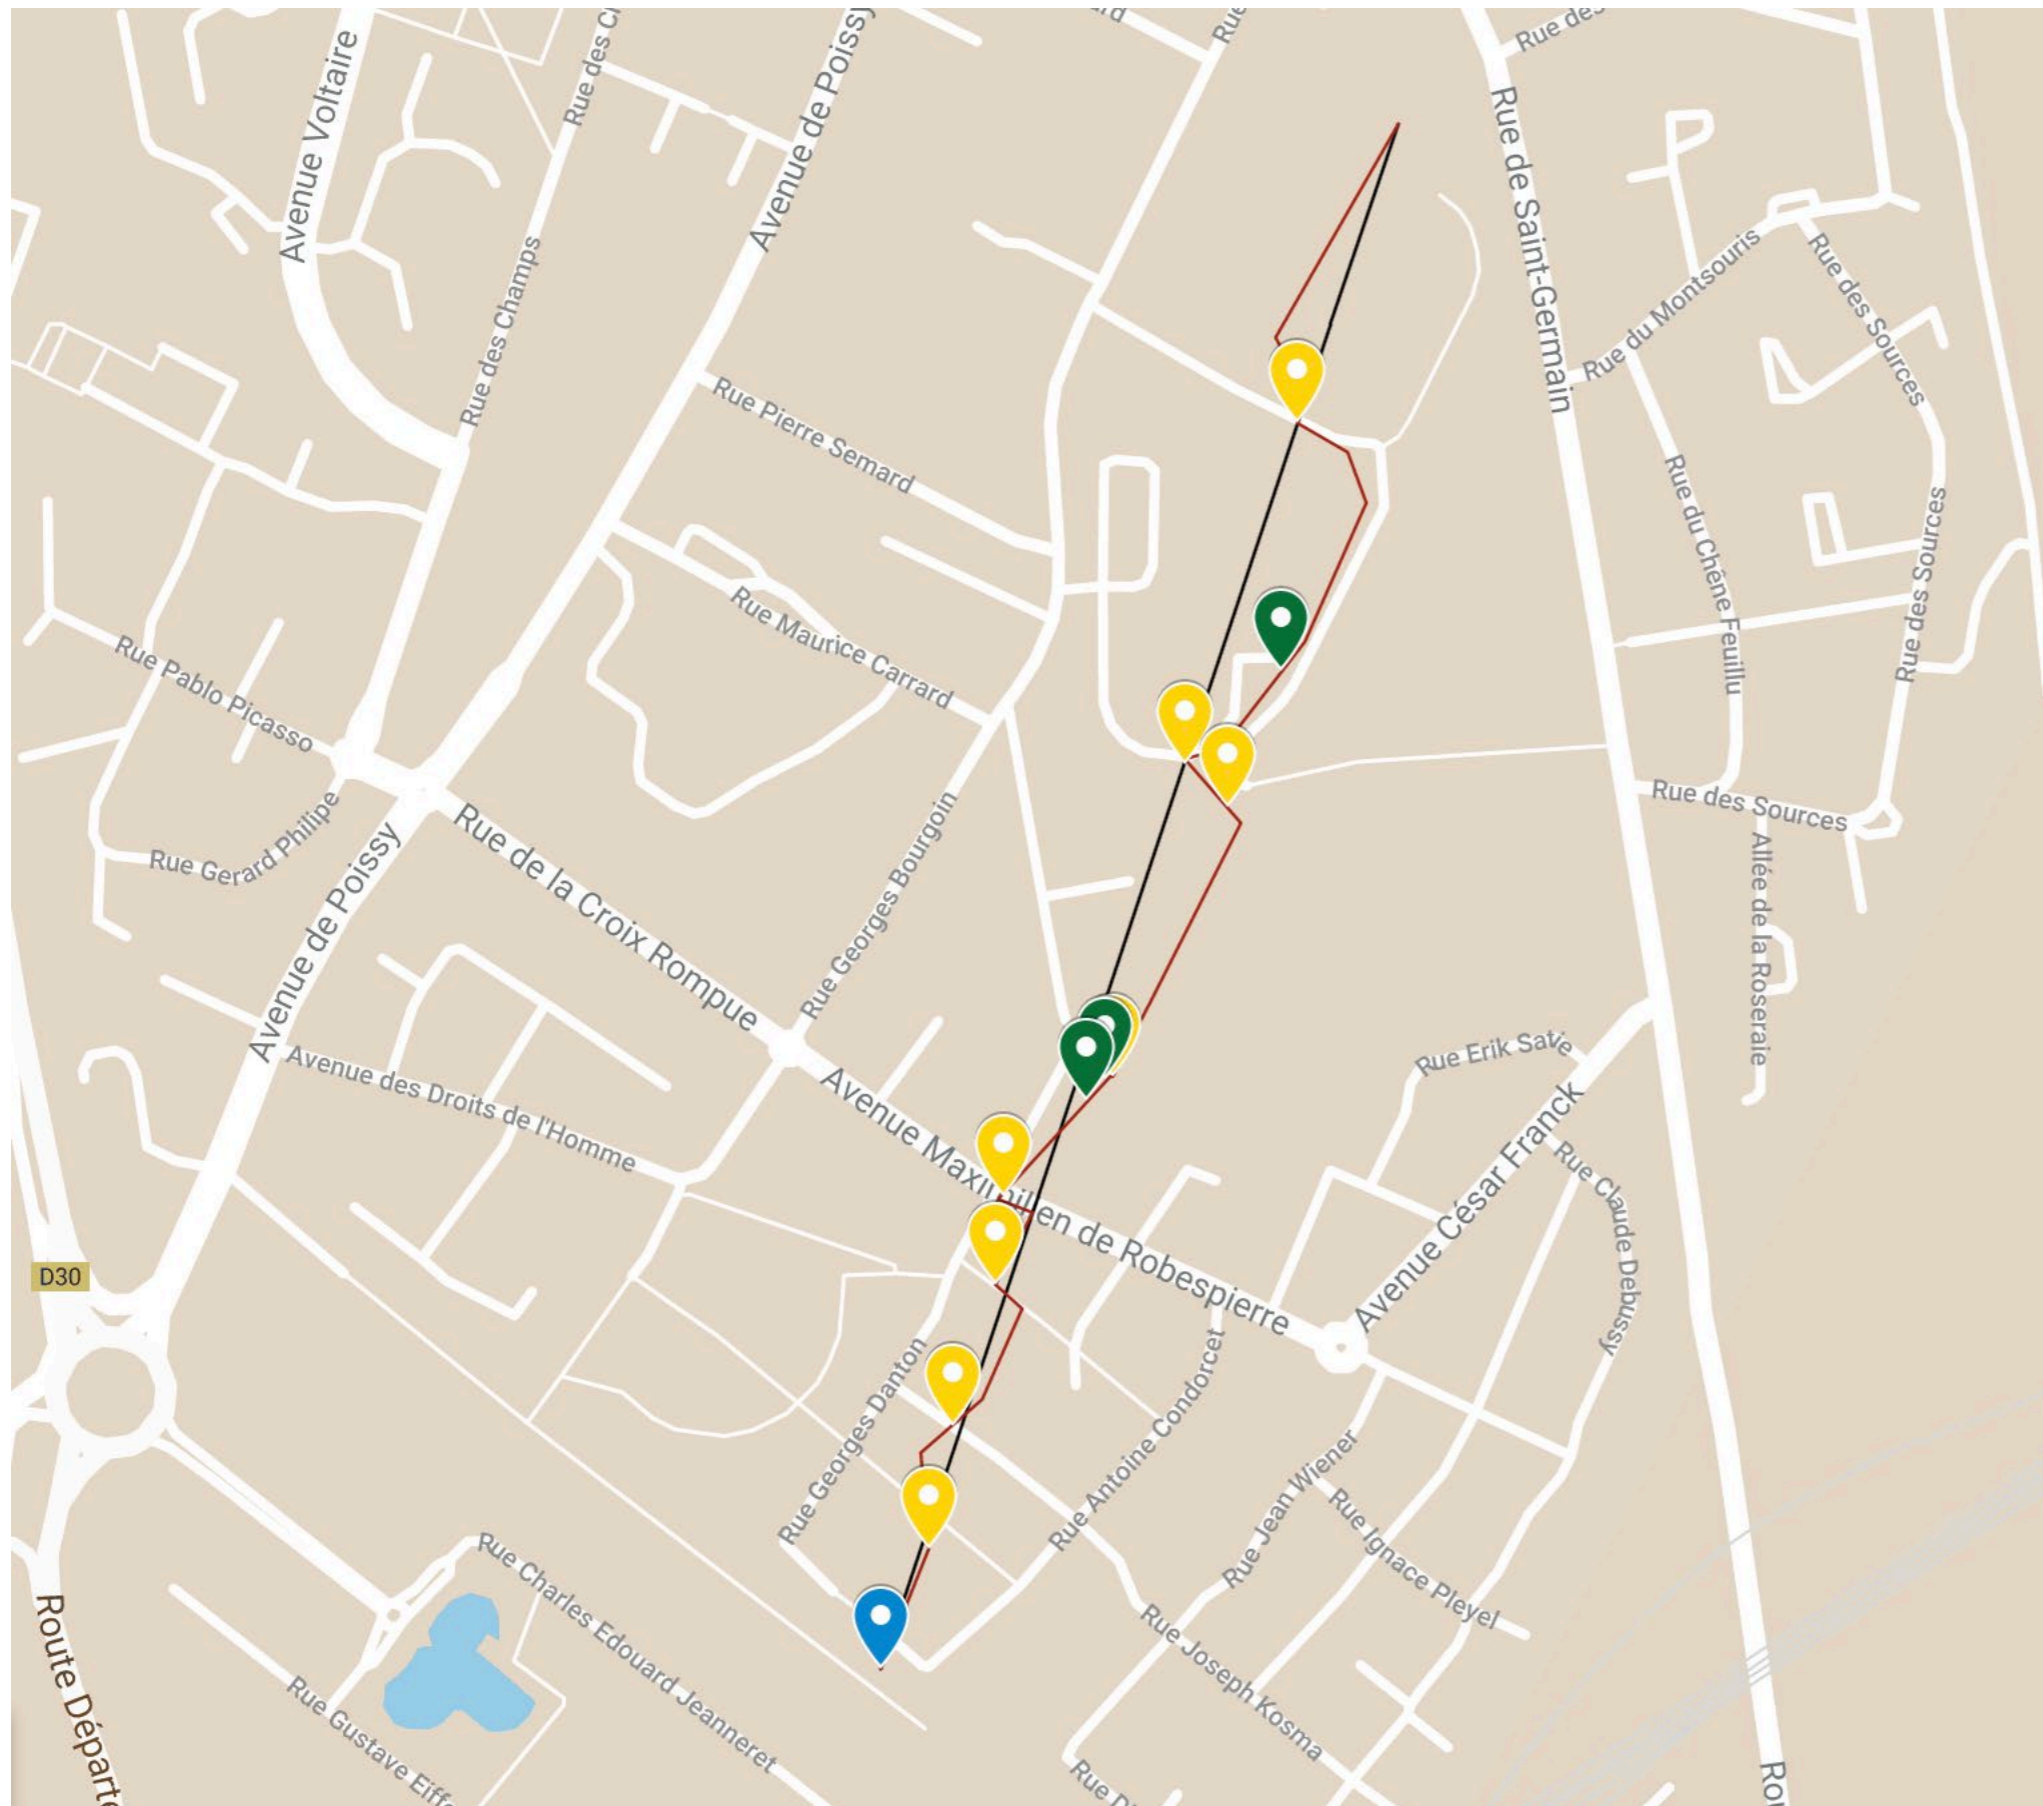 Rue des
Avenue Voltaire
Avenue de Poissy
Rue de Saint-Germain
Rue des Champs
Rue du Montsouris
Rue des Sources
Rue Pierre Semard
Rue du Chêne Feuillu
Rue des Sources
Rue Maurice Carrard
Rue Pablo Picasso
Rue des Sources
Rue Gerard Philipe
Avenue de Poissy
Rue de la Croix Rompue
Rue Georges Bourgoin
Allée de la Roseraie
Avenue des Droits de l'Homme
Rue Erik Satie
Avenue César Franck
Avenue Maximilien de Robespierre
Rue Claude Debussy
D30
Rue Georges Danton
Rue Antoine Condorcet
Rue Jean Wiener
Rue Ignace Pleyel
Rue Charles Edouard Jeanneret
Rue Joseph Kosma
Route Départe
Rue Gustave Eiffe